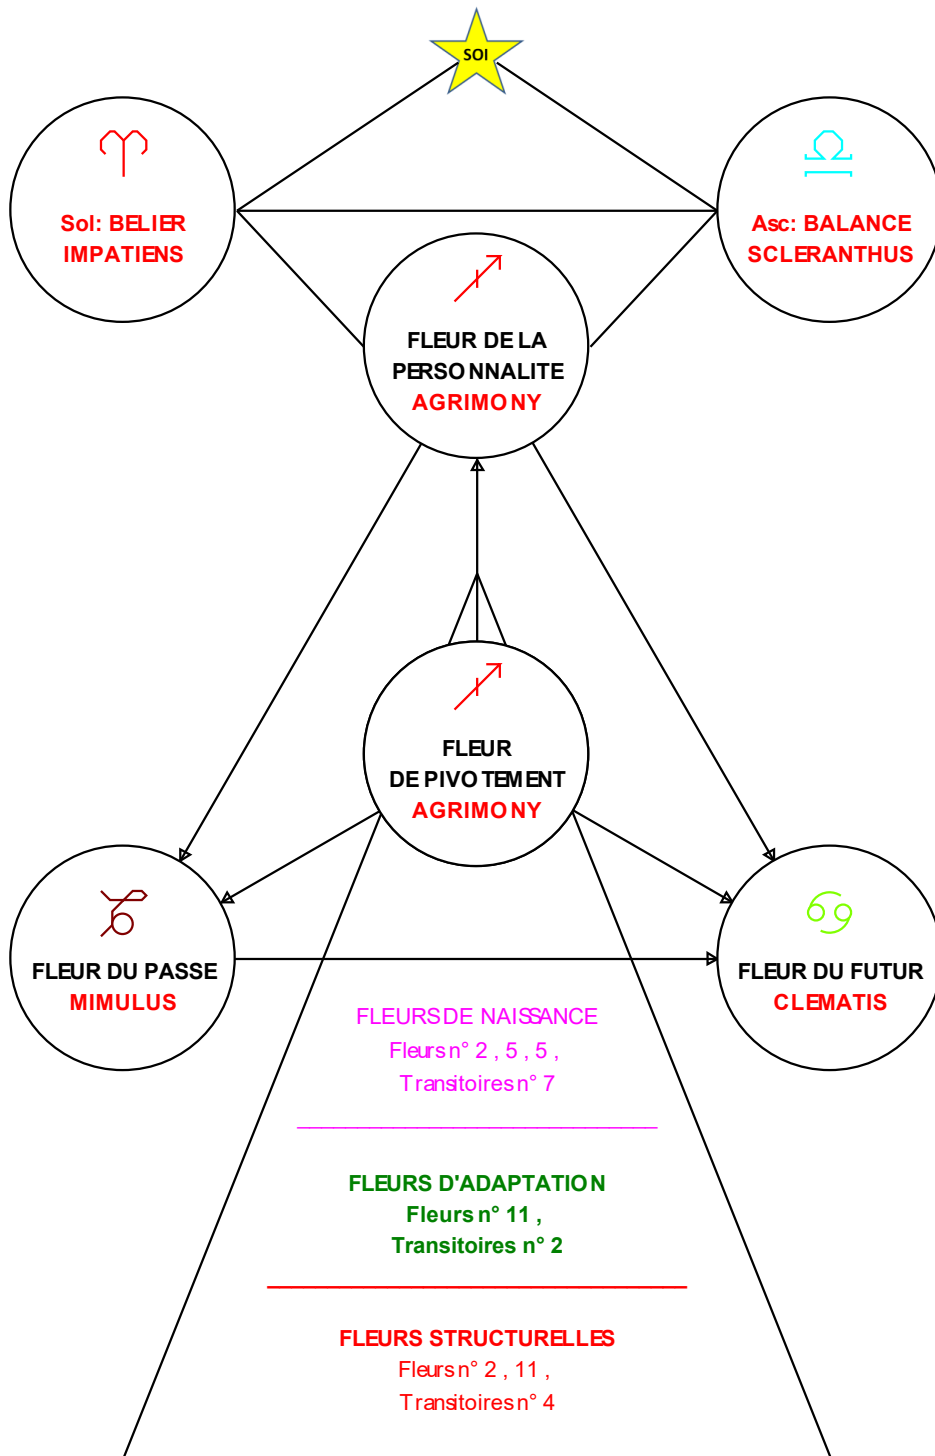 SOI
Sol: BELIER
IMPATIENS
Asc: BALANCE
SCLERANTHUS
FLEUR DE LA
PERSONNALITE
AGRIMONY
FLEUR
DE PIVOTEMENT
AGRIMONY
FLEUR DU PASSE
MIMULUS
FLEUR DU FUTUR
CLEMATIS
FLEURS DE NAISSANCE
Fleurs n° 2 , 5 , 5 ,
Transitoires n° 7
FLEURS D'ADAPTATION
Fleurs n° 11 ,
Transitoires n° 2
FLEURS STRUCTURELLES
Fleurs n° 2 , 11 ,
Transitoires n° 4